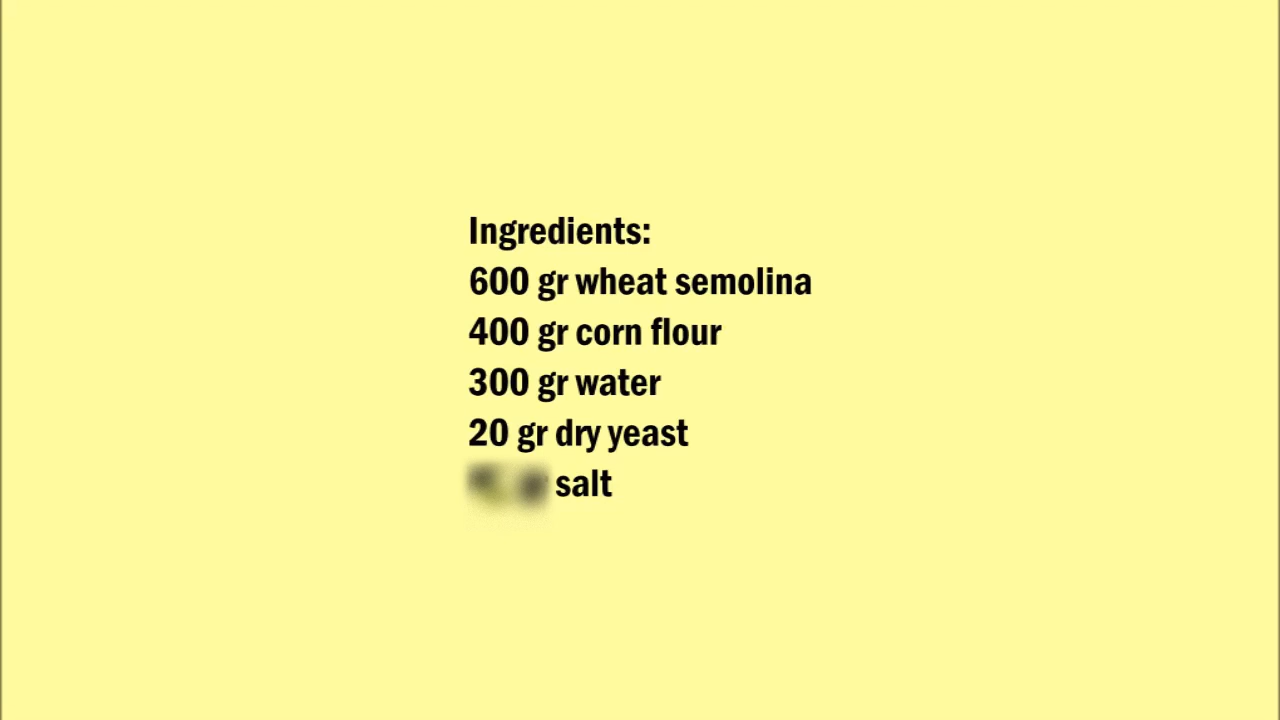 Ingredients:
600 gr wheat semolina
400 gr corn flour
300 gr water
20 gr dry yeast
salt